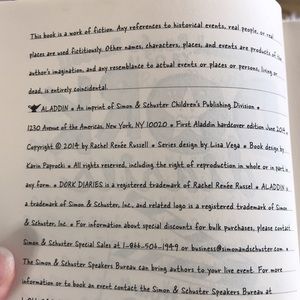 This book is a work of fiction. Any references to historical events, real people, or real
places are used fictitiously. Other names, characters, places, and events are products of the
author's imagination, and any resemblance to actual events or places or persons, living or
dead, is entirely coincidental.
ALADDIN • An imprint of Simon & Schuster Children's Publishing Division •
1230 Avenue of the Americas, New York, NY 10020 • First Aladdin hardcover edition June 2014 •
Copyright © 2014 by Rachel Renée Russell • Series design by Lisa Vega • Book design by
Karin Paprocki • All rights reserved, including the right of reproduction in whole or in part in
any form. • DORK DIARIES is a registered trademark of Rachel Renée Russel • ALADDIN is
a trademark of Simon & Schuster, Inc., and related logo is a registered trademark of Simon
& Schuster, Inc. • For information about special discounts for bulk purchases, please contact
Simon & Schuster Special Sales at 1-866-506-1949 or business@simonandschuster.com. •
The Simon & Schuster Speakers Bureau can bring authors to your live event. For more
information or to book an event contact the Simon & Schuster Speakers Bureau at